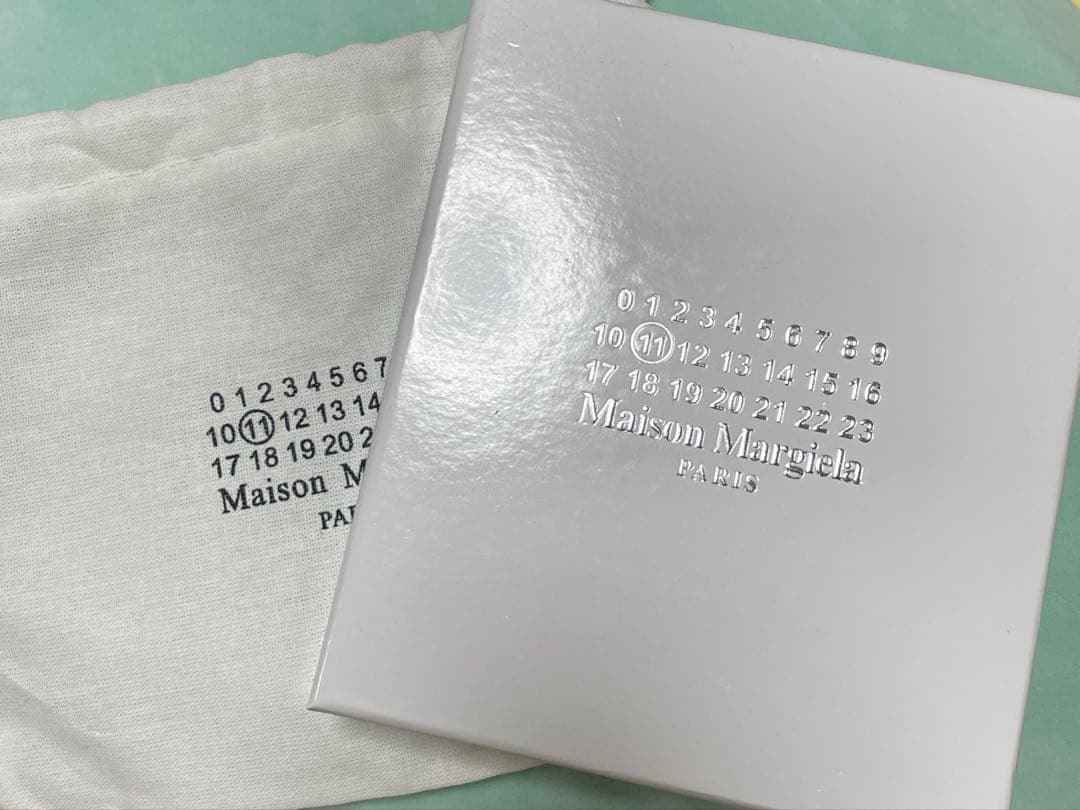 0 1 2 3 4 5 6 7
10 11 12 13 14
17 18 19 20 2
Maison M
PAR
0 1 2 3 4 5 6 7 8 9
10 11 12 13 14 15 16
17 18 19 20 21 22 23
Maison Margiela
PARIS